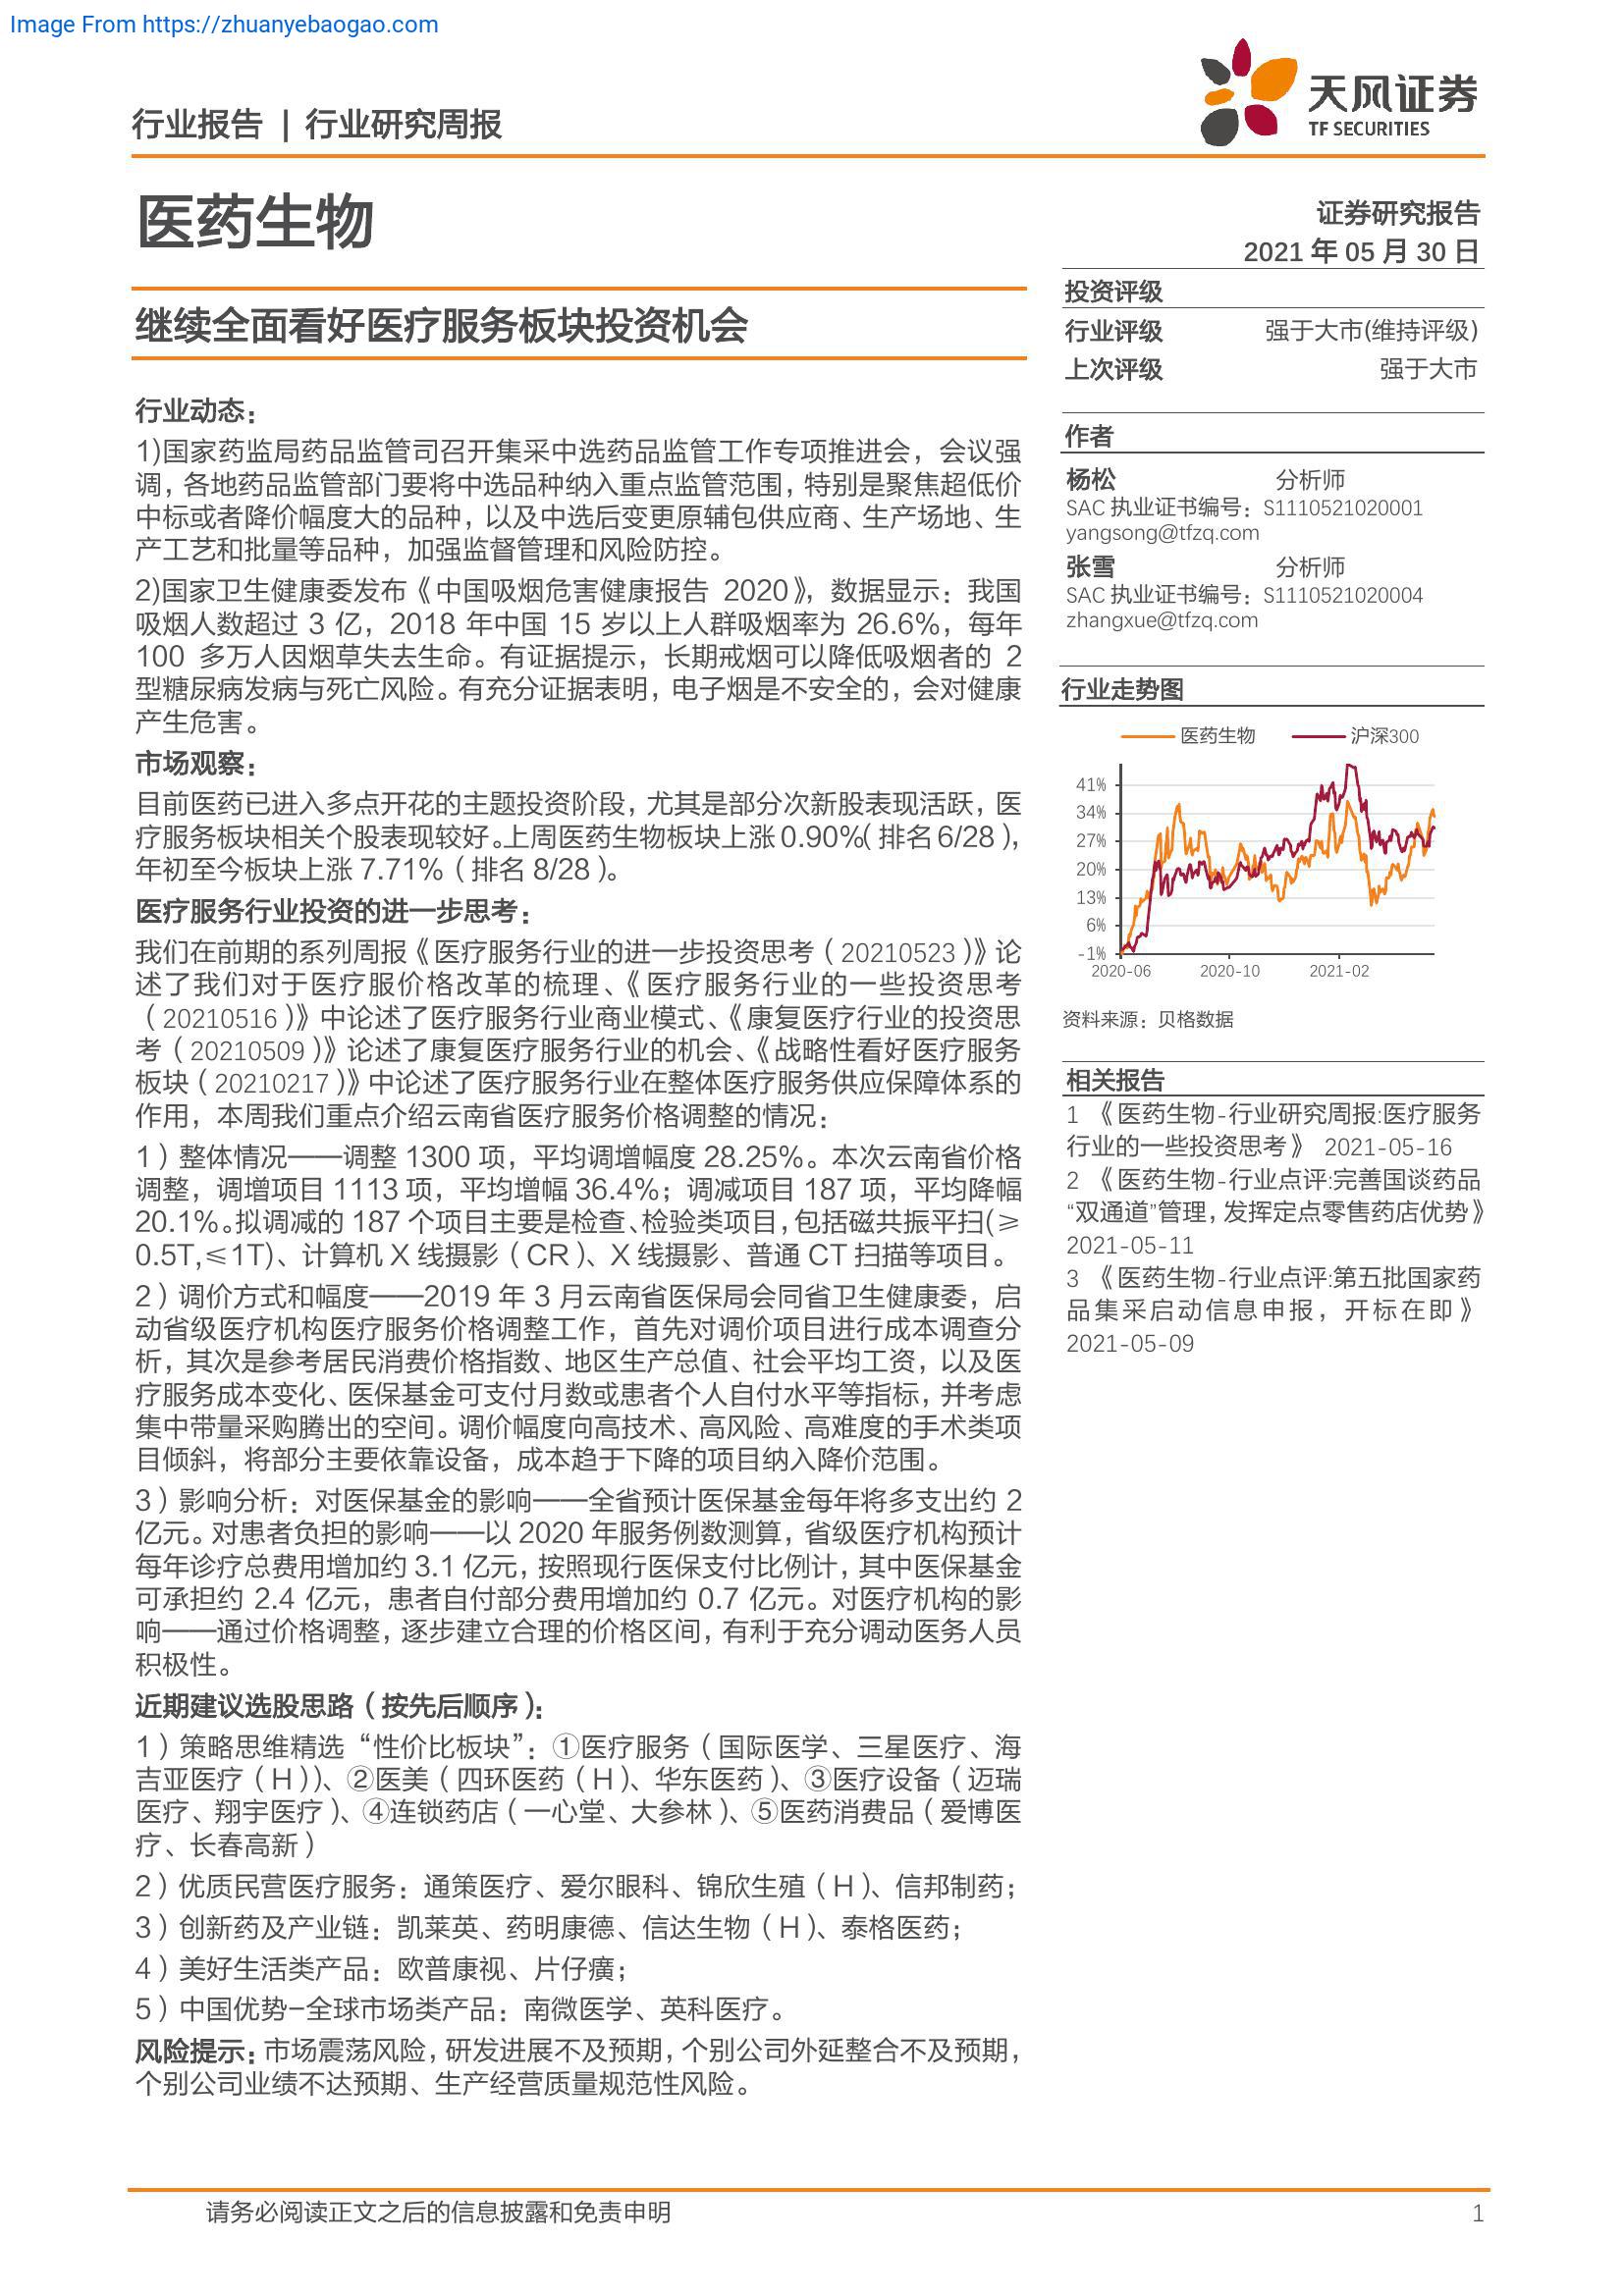 Image From https://zhuanyebaogao.com
行业报告 | 行业研究周报
天风证券
TF SECURITIES
医药生物
证券研究报告
2021 年 05 月 30 日
继续全面看好医疗服务板块投资机会
行业动态：
1)国家药监局药品监管司召开集采中选药品监管工作专项推进会，会议强
调，各地药品监管部门要将中选品种纳入重点监管范围，特别是聚焦超低价
中标或者降价幅度大的品种，以及中选后变更原辅包供应商、生产场地、生
产工艺和批量等品种，加强监督管理和风险防控。
2)国家卫生健康委发布《中国吸烟危害健康报告 2020》，数据显示：我国
吸烟人数超过 3 亿，2018 年中国 15 岁以上人群吸烟率为 26.6%，每年
100 多万人因烟草失去生命。有证据提示，长期戒烟可以降低吸烟者的 2
型糖尿病发病与死亡风险。有充分证据表明，电子烟是不安全的，会对健康
产生危害。
市场观察：
目前医药已进入多点开花的主题投资阶段，尤其是部分次新股表现活跃，医
疗服务板块相关个股表现较好。上周医药生物板块上涨 0.90%（排名 6/28），
年初至今板块上涨 7.71%（排名 8/28）。
医疗服务行业投资的进一步思考：
我们在前期的系列周报《医疗服务行业的进一步投资思考（20210523）》论
述了我们对于医疗服价格改革的梳理、《医疗服务行业的一些投资思考
（20210516）》中论述了医疗服务行业商业模式、《康复医疗行业的投资思
考（20210509）》论述了康复医疗服务行业的机会、《战略性看好医疗服务
板块（20210217）》中论述了医疗服务行业在整体医疗服务供应保障体系的
作用，本周我们重点介绍云南省医疗服务价格调整的情况：
1）整体情况——调整 1300 项，平均调增幅度 28.25%。本次云南省价格
调整，调增项目 1113 项，平均增幅 36.4%；调减项目 187 项，平均降幅
20.1%。拟调减的 187 个项目主要是检查、检验类项目，包括磁共振平扫(≥
0.5T,≤1T)、计算机 X 线摄影（CR）、X 线摄影、普通 CT 扫描等项目。
2）调价方式和幅度——2019 年 3 月云南省医保局会同省卫生健康委，启
动省级医疗机构医疗服务价格调整工作，首先对调价项目进行成本调查分
析，其次是参考居民消费价格指数、地区生产总值、社会平均工资，以及医
疗服务成本变化、医保基金可支付月数或患者个人自付水平等指标，并考虑
集中带量采购腾出的空间。调价幅度向高技术、高风险、高难度的手术类项
目倾斜，将部分主要依靠设备，成本趋于下降的项目纳入降价范围。
3）影响分析：对医保基金的影响——全省预计医保基金每年将多支出约 2
亿元。对患者负担的影响——以 2020 年服务例数测算，省级医疗机构预计
每年诊疗总费用增加约 3.1 亿元，按照现行医保支付比例计，其中医保基金
可承担约 2.4 亿元，患者自付部分费用增加约 0.7 亿元。对医疗机构的影
响——通过价格调整，逐步建立合理的价格区间，有利于充分调动医务人员
积极性。
近期建议选股思路（按先后顺序）：
1）策略思维精选“性价比板块”：①医疗服务（国际医学、三星医疗、海
吉亚医疗（H））、②医美（四环医药（H）、华东医药）、③医疗设备（迈瑞
医疗、翔宇医疗）、④连锁药店（一心堂、大参林）、⑤医药消费品（爱博医
疗、长春高新）
2）优质民营医疗服务：通策医疗、爱尔眼科、锦欣生殖（H）、信邦制药；
3）创新药及产业链：凯莱英、药明康德、信达生物（H）、泰格医药；
4）美好生活类产品：欧普康视、片仔癀；
5）中国优势-全球市场类产品：南微医学、英科医疗。
风险提示：市场震荡风险，研发进展不及预期，个别公司外延整合不及预期，
个别公司业绩不达预期、生产经营质量规范性风险。
投资评级
行业评级 强于大市(维持评级)
上次评级 强于大市
作者
杨松 分析师
SAC 执业证书编号：S1110521020001
yangsong@tfzq.com
张雪 分析师
SAC 执业证书编号：S1110521020004
zhangxue@tfzq.com
行业走势图
医药生物 沪深300
41%
34%
27%
20%
13%
6%
-1%
2020-06 2020-10 2021-02
资料来源：贝格数据
相关报告
1 《医药生物-行业研究周报:医疗服务
行业的一些投资思考》 2021-05-16
2 《医药生物-行业点评:完善国谈药品
“双通道”管理，发挥定点零售药店优势》
2021-05-11
3 《医药生物-行业点评:第五批国家药
品集采启动信息申报，开标在即》
2021-05-09
请务必阅读正文之后的信息披露和免责申明 1